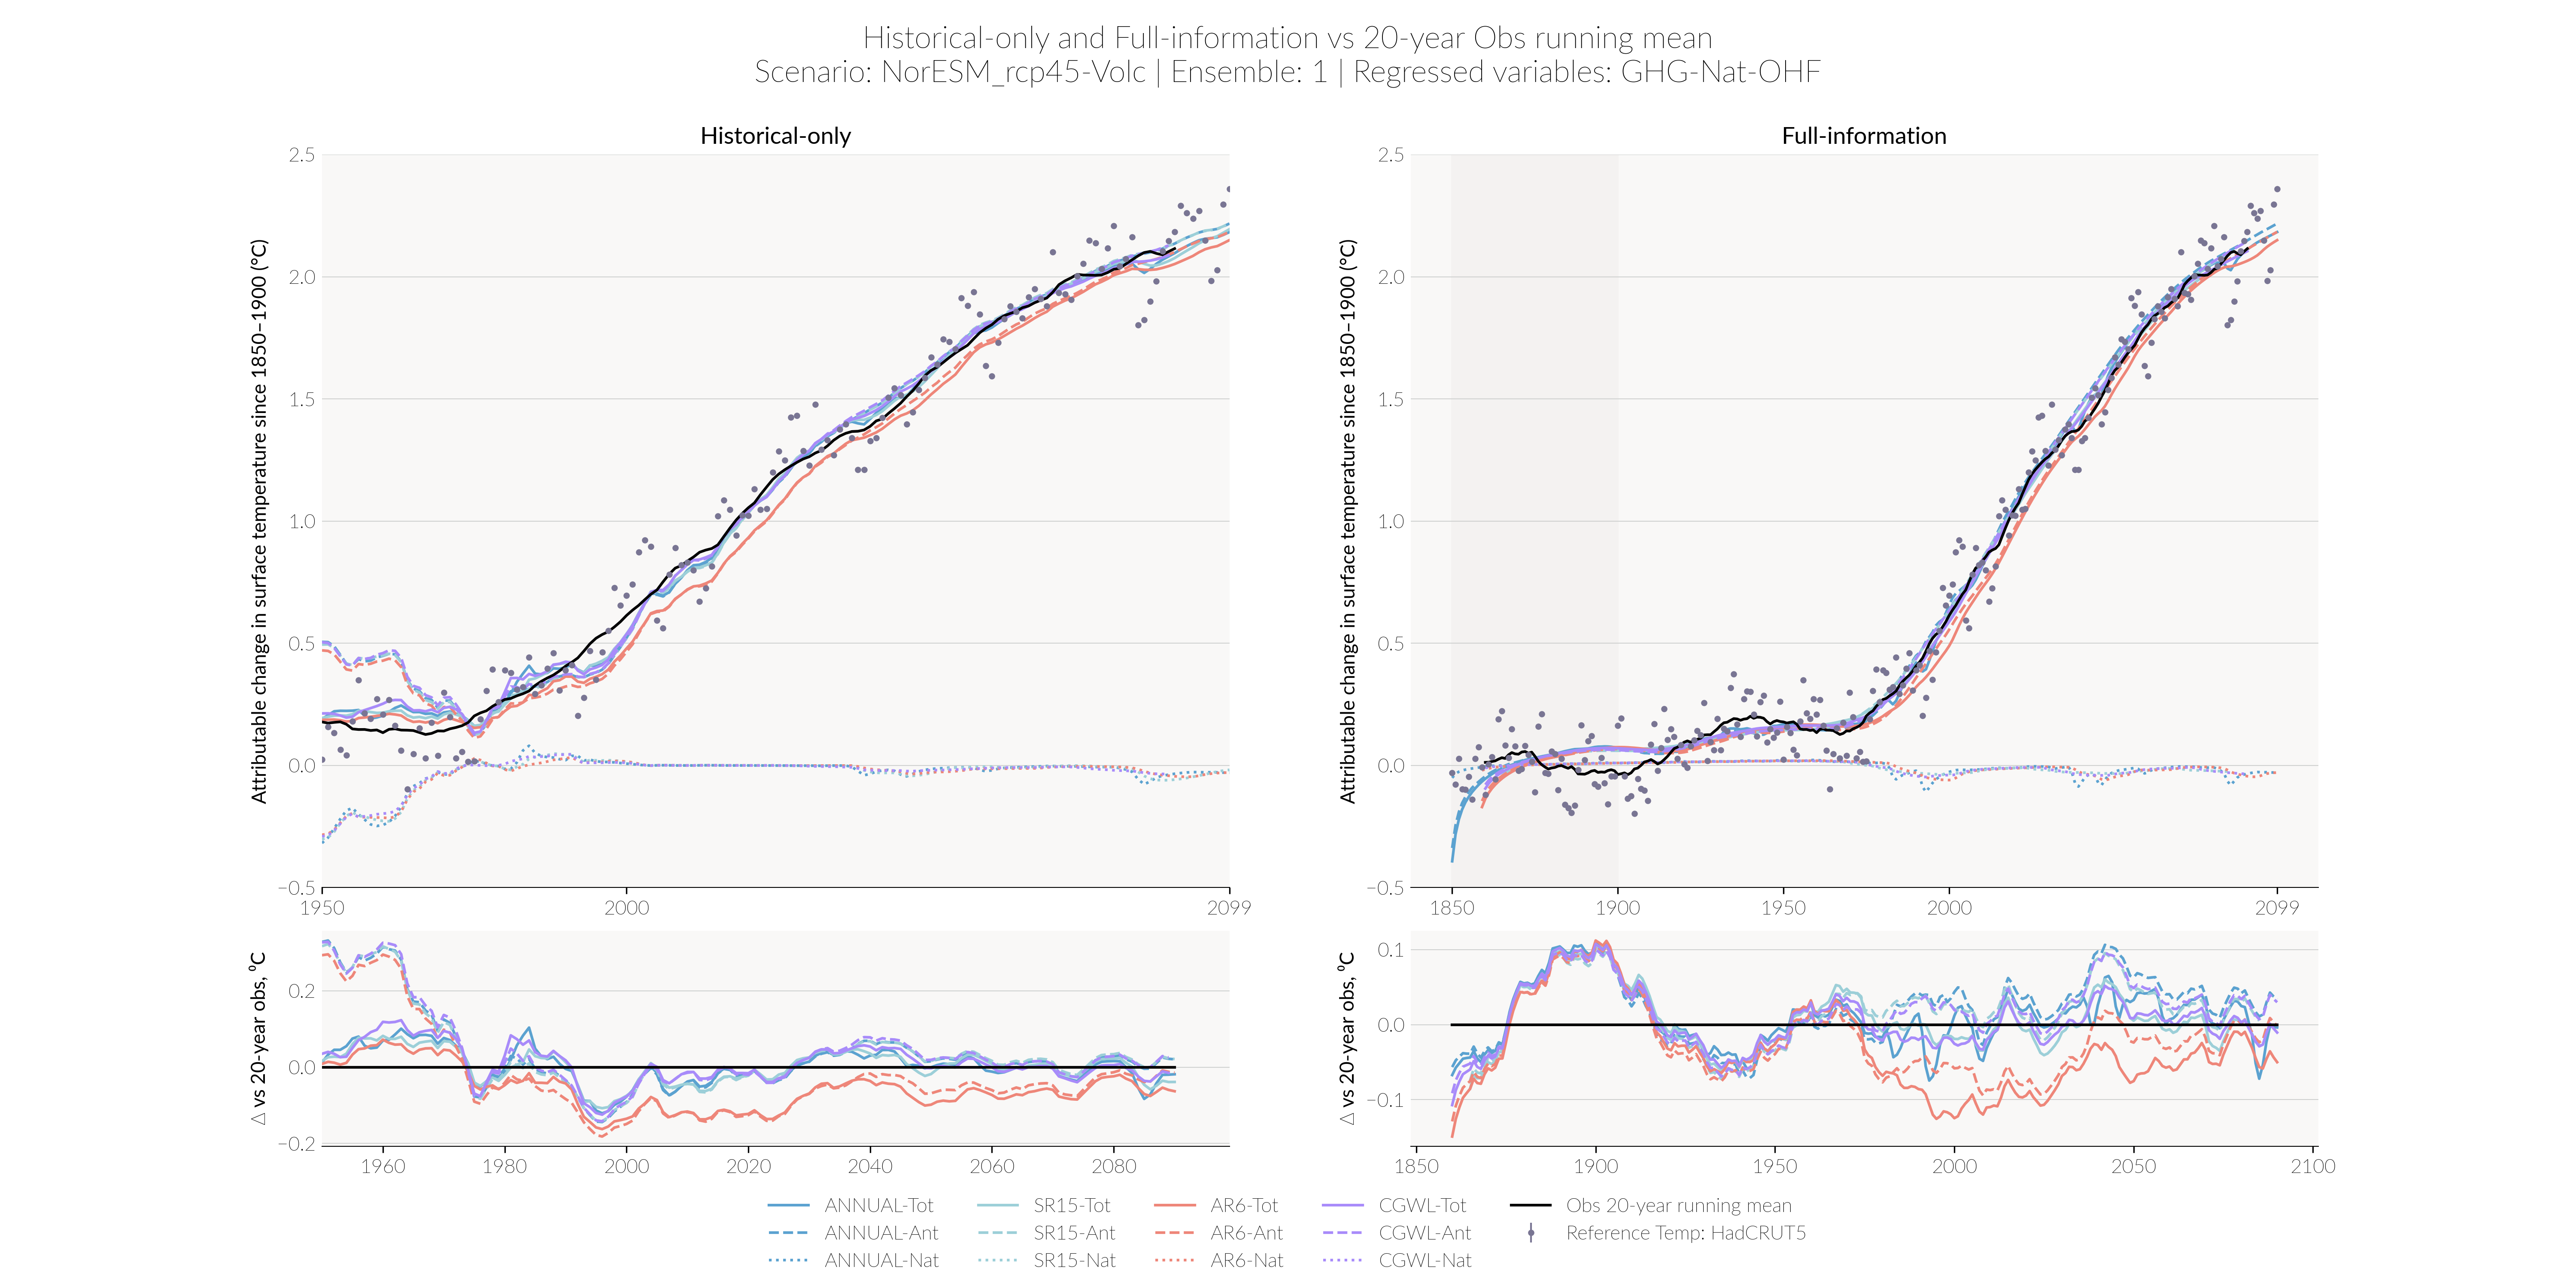 Historical-only and Full-information vs 20-year Obs running mean
Scenario: NorESM_rcp45-Volc | Ensemble: 1 | Regressed variables: GHG-Nat-OHF
Historical-only
Attributable change in surface temperature since 1850–1900 (°C)
2.5
2.0
1.5
1.0
0.5
0.0
−0.5
1950
2000
2099
Δ vs 20-year obs, °C
0.2
0.0
−0.2
1960
1980
2000
2020
2040
2060
2080
Full-information
Attributable change in surface temperature since 1850–1900 (°C)
2.5
2.0
1.5
1.0
0.5
0.0
−0.5
1850
1900
1950
2000
2099
Δ vs 20-year obs, °C
0.1
0.0
−0.1
1850
1900
1950
2000
2050
2100
ANNUAL-Tot
ANNUAL-Ant
ANNUAL-Nat
SR15-Tot
SR15-Ant
SR15-Nat
AR6-Tot
AR6-Ant
AR6-Nat
CGWL-Tot
CGWL-Ant
CGWL-Nat
Obs 20-year running mean
Reference Temp: HadCRUT5